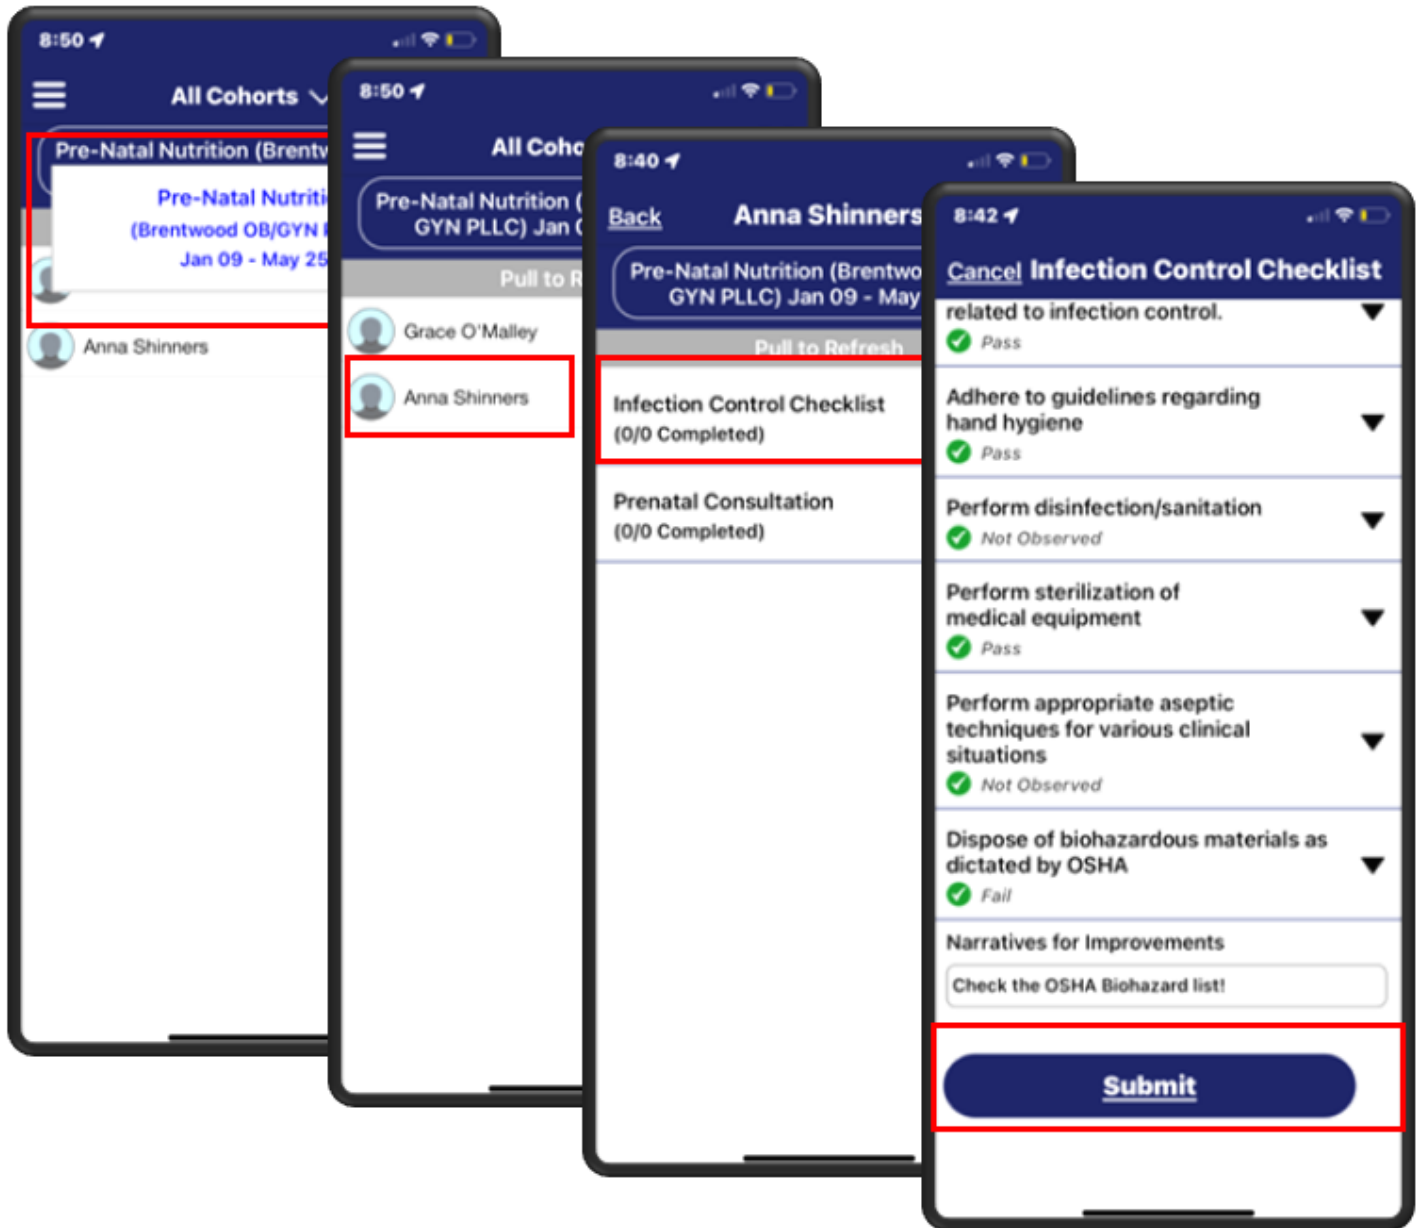 8:50
All Cohorts
Pre-Natal Nutrition (Brentw
Pre-Natal Nutriti
(Brentwood OB/GYN
Jan 09 - May 25
Anna Shinners
8:50
All Coho
Pre-Natal Nutrition (
GYN PLLC) Jan
Pull to R
Grace O'Malley
Anna Shinners
8:40
Back
Anna Shinners
Pre-Natal Nutrition (Brentwo
GYN PLLC) Jan 09 - May
Pull to Refresh
Infection Control Checklist
(0/0 Completed)
Prenatal Consultation
(0/0 Completed)
8:42
Cancel Infection Control Checklist
related to infection control.
Pass
Adhere to guidelines regarding
hand hygiene
Pass
Perform disinfection/sanitation
Not Observed
Perform sterilization of
medical equipment
Pass
Perform appropriate aseptic
techniques for various clinical
situations
Not Observed
Dispose of biohazardous materials as
dictated by OSHA
Fail
Narratives for Improvements
Check the OSHA Biohazard list!
Submit